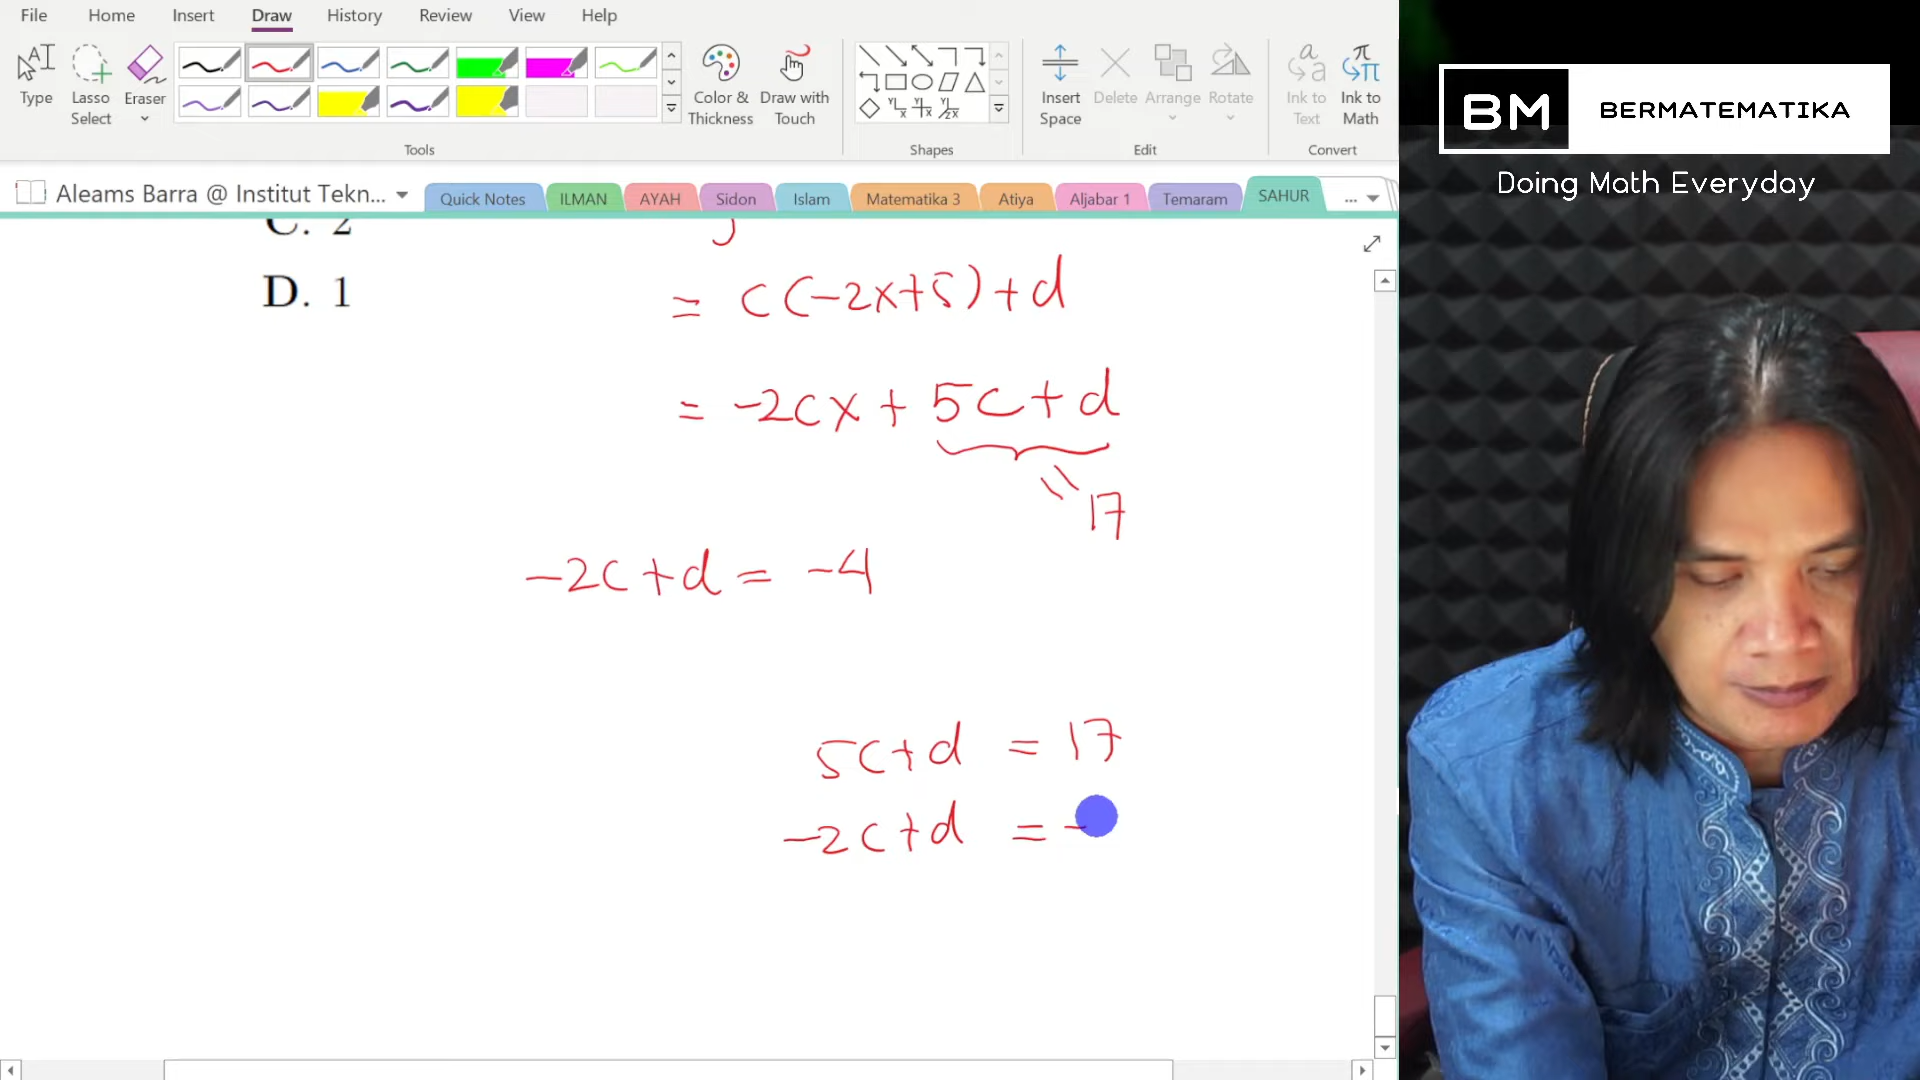 File Home Insert Draw History Review View Help
Type
Lasso Select
Eraser
Color & Thickness
Draw with Touch
Insert Space
Delete
Arrange
Rotate
Ink to Text
Ink to Math
Tools
Shapes
Edit
Convert
Aleams Barra @ Institut Tekn...
Quick Notes ILMAN AYAH Sidon Islam Matematika 3 Atiya Aljabar 1 Temaram SAHUR ...
BM BERMATEMATIKA
Doing Math Everyday
C. 2
D. 1
= c(-2x+5)+d
= -2cx + 5c+d
17
-2c+d = -4
5c+d = 17
-2c+d = -